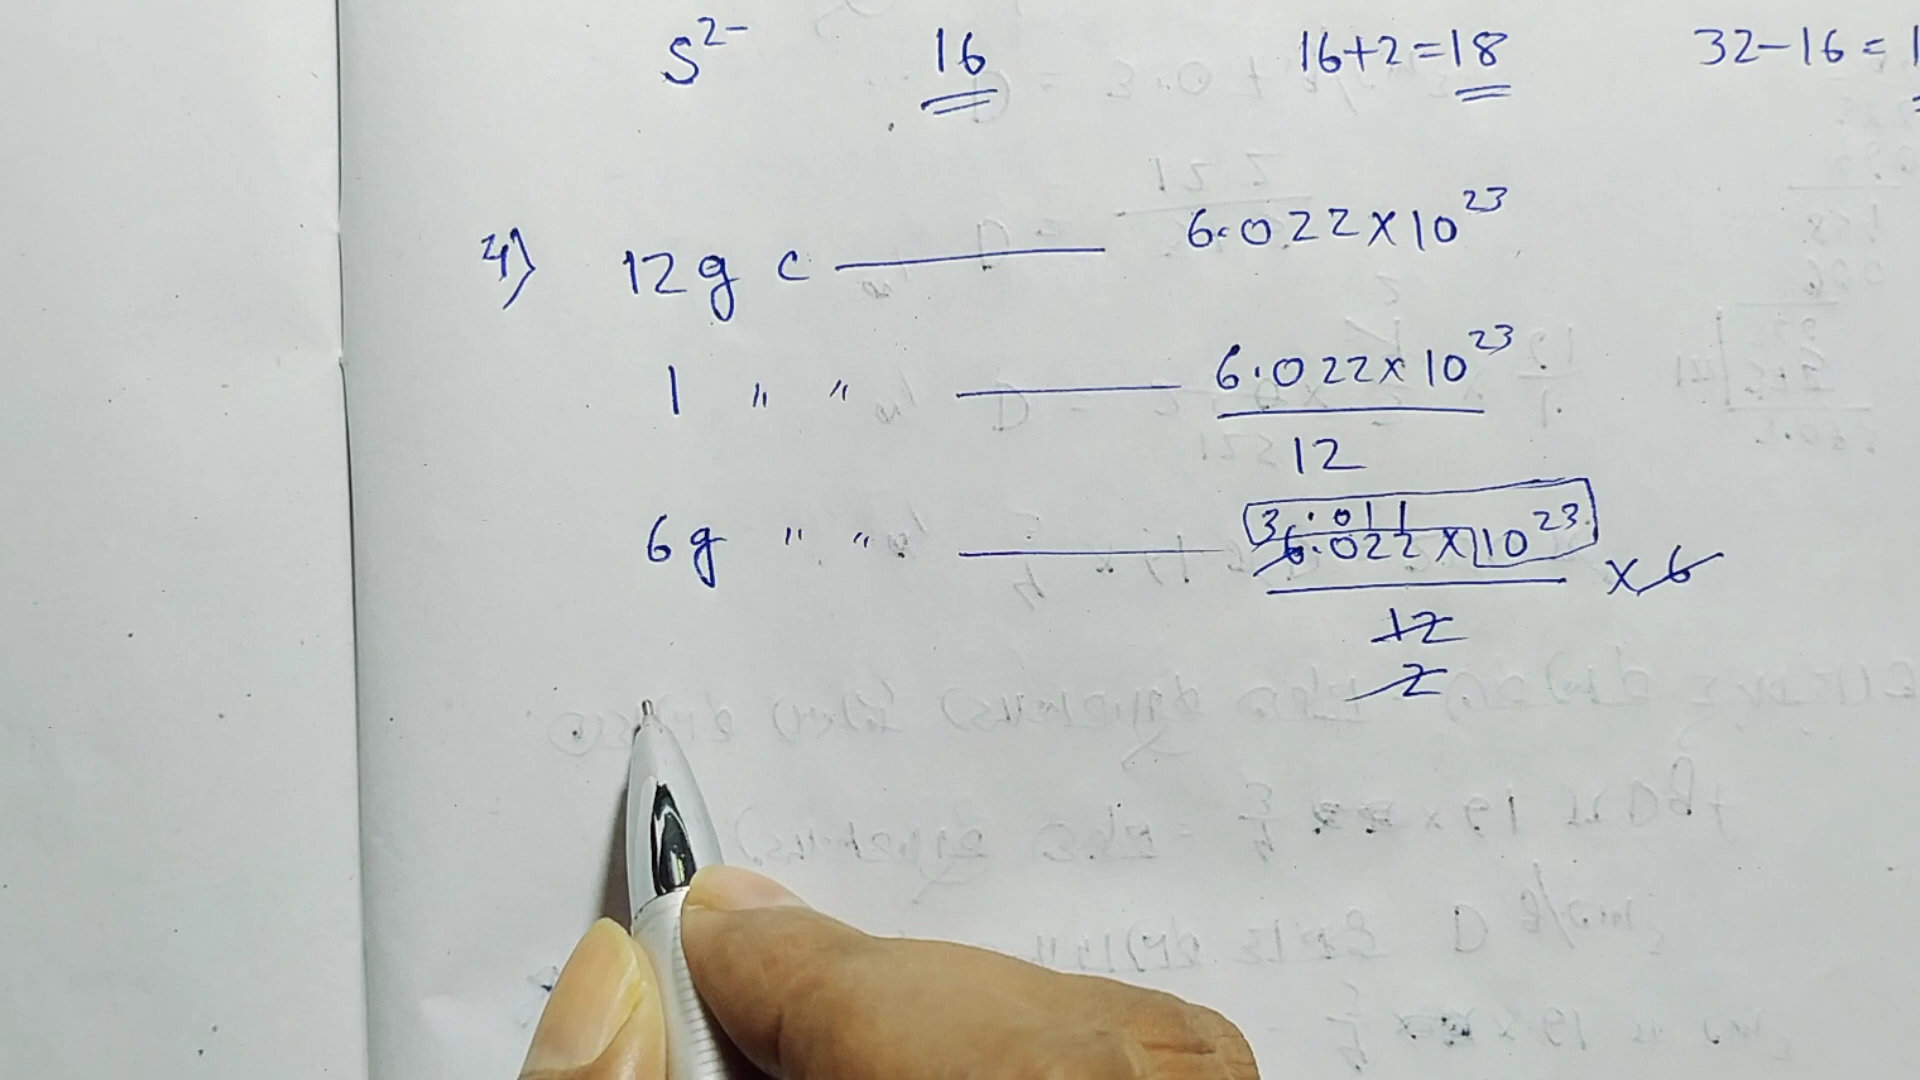 S²⁻ 16 16+2=18 32-16=1
4) 12g c —— 6.022×10²³
1 " " —— 6.022×10²³
12
3.011
6g " " —— 6.022×10²³ ×6
12
2